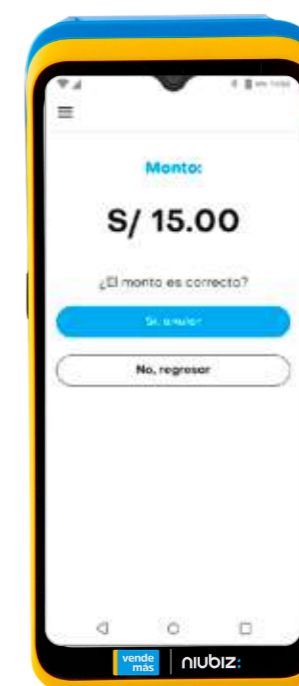 Monto:
S/ 15.00
¿El monto es correcto?
Sí, anular
No, regresar
vende
más
niubiz: